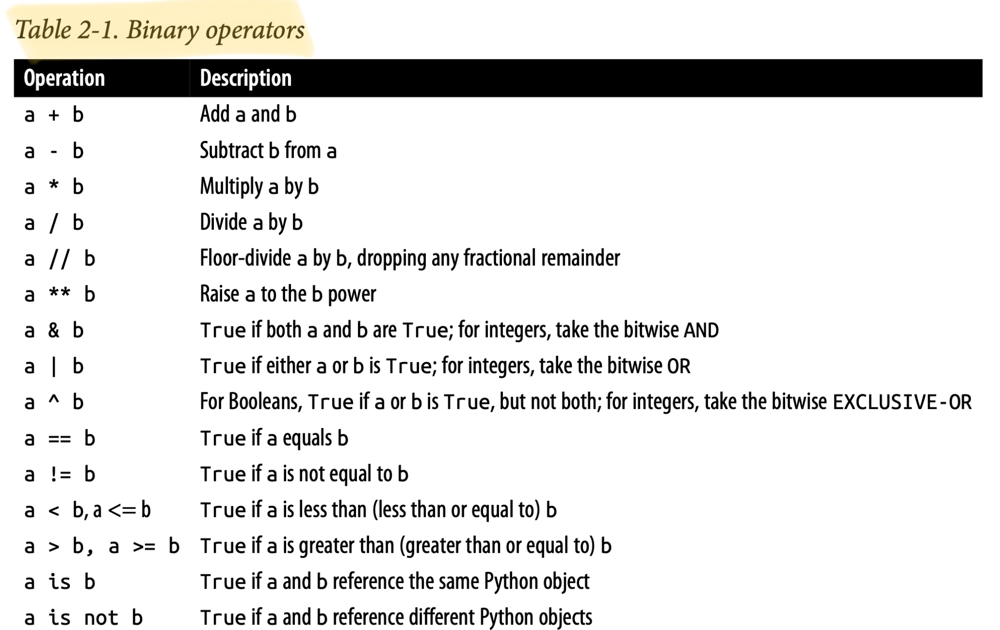 Table 2-1. Binary operators
Operation Description
a + b Add a and b
a - b Subtract b from a
a * b Multiply a by b
a / b Divide a by b
a // b Floor-divide a by b, dropping any fractional remainder
a ** b Raise a to the b power
a & b True if both a and b are True; for integers, take the bitwise AND
a | b True if either a or b is True; for integers, take the bitwise OR
a ^ b For Booleans, True if a or b is True, but not both; for integers, take the bitwise EXCLUSIVE-OR
a == b True if a equals b
a != b True if a is not equal to b
a < b, a <= b True if a is less than (less than or equal to) b
a > b, a >= b True if a is greater than (greater than or equal to) b
a is b True if a and b reference the same Python object
a is not b True if a and b reference different Python objects